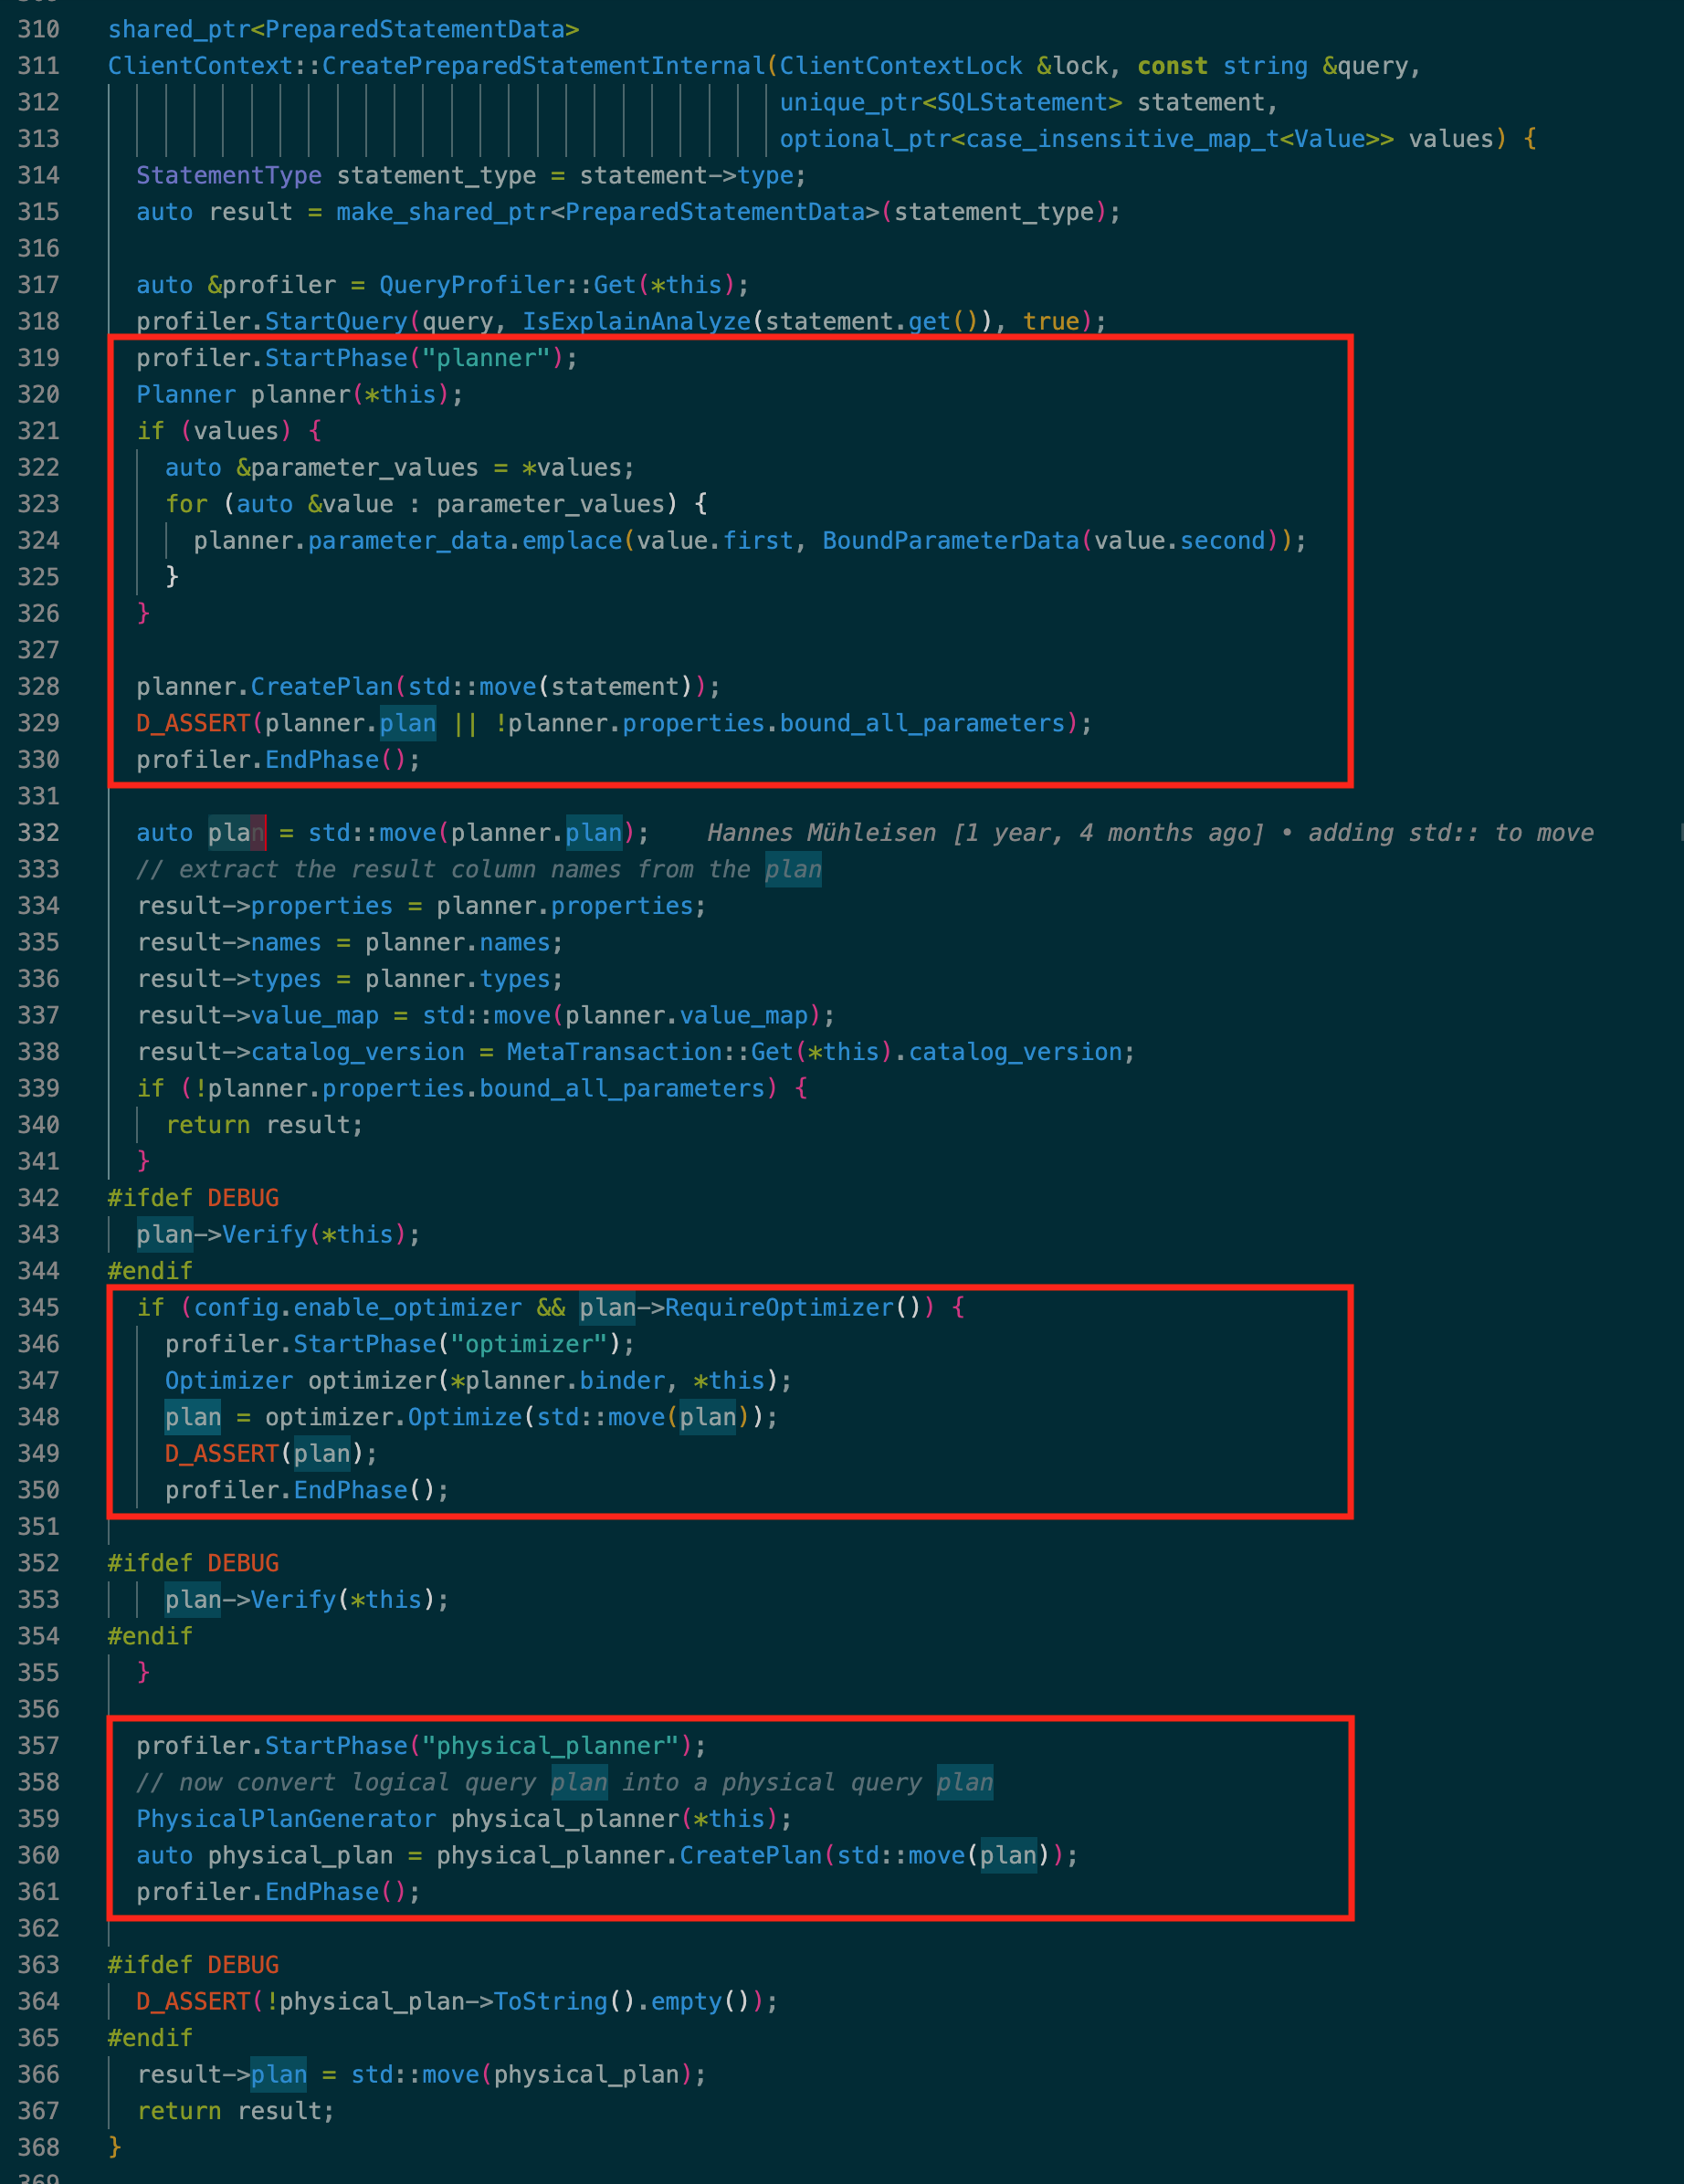 310 shared_ptr<PreparedStatementData>
311 ClientContext::CreatePreparedStatementInternal(ClientContextLock &lock, const string &query,
312 unique_ptr<SQLStatement> statement,
313 optional_ptr<case_insensitive_map_t<Value>> values) {
314 StatementType statement_type = statement->type;
315 auto result = make_shared_ptr<PreparedStatementData>(statement_type);
316
317 auto &profiler = QueryProfiler::Get(*this);
318 profiler.StartQuery(query, IsExplainAnalyze(statement.get()), true);
319 profiler.StartPhase("planner");
320 Planner planner(*this);
321 if (values) {
322 auto &parameter_values = *values;
323 for (auto &value : parameter_values) {
324 planner.parameter_data.emplace(value.first, BoundParameterData(value.second));
325 }
326 }
327
328 planner.CreatePlan(std::move(statement));
329 D_ASSERT(planner.plan || !planner.properties.bound_all_parameters);
330 profiler.EndPhase();
331
332 auto plan = std::move(planner.plan); Hannes Mühleisen [1 year, 4 months ago] • adding std:: to move
333 // extract the result column names from the plan
334 result->properties = planner.properties;
335 result->names = planner.names;
336 result->types = planner.types;
337 result->value_map = std::move(planner.value_map);
338 result->catalog_version = MetaTransaction::Get(*this).catalog_version;
339 if (!planner.properties.bound_all_parameters) {
340 return result;
341 }
342 #ifdef DEBUG
343 plan->Verify(*this);
344 #endif
345 if (config.enable_optimizer && plan->RequireOptimizer()) {
346 profiler.StartPhase("optimizer");
347 Optimizer optimizer(*planner.binder, *this);
348 plan = optimizer.Optimize(std::move(plan));
349 D_ASSERT(plan);
350 profiler.EndPhase();
351
352 #ifdef DEBUG
353 plan->Verify(*this);
354 #endif
355 }
356
357 profiler.StartPhase("physical_planner");
358 // now convert logical query plan into a physical query plan
359 PhysicalPlanGenerator physical_planner(*this);
360 auto physical_plan = physical_planner.CreatePlan(std::move(plan));
361 profiler.EndPhase();
362
363 #ifdef DEBUG
364 D_ASSERT(!physical_plan->ToString().empty());
365 #endif
366 result->plan = std::move(physical_plan);
367 return result;
368 }